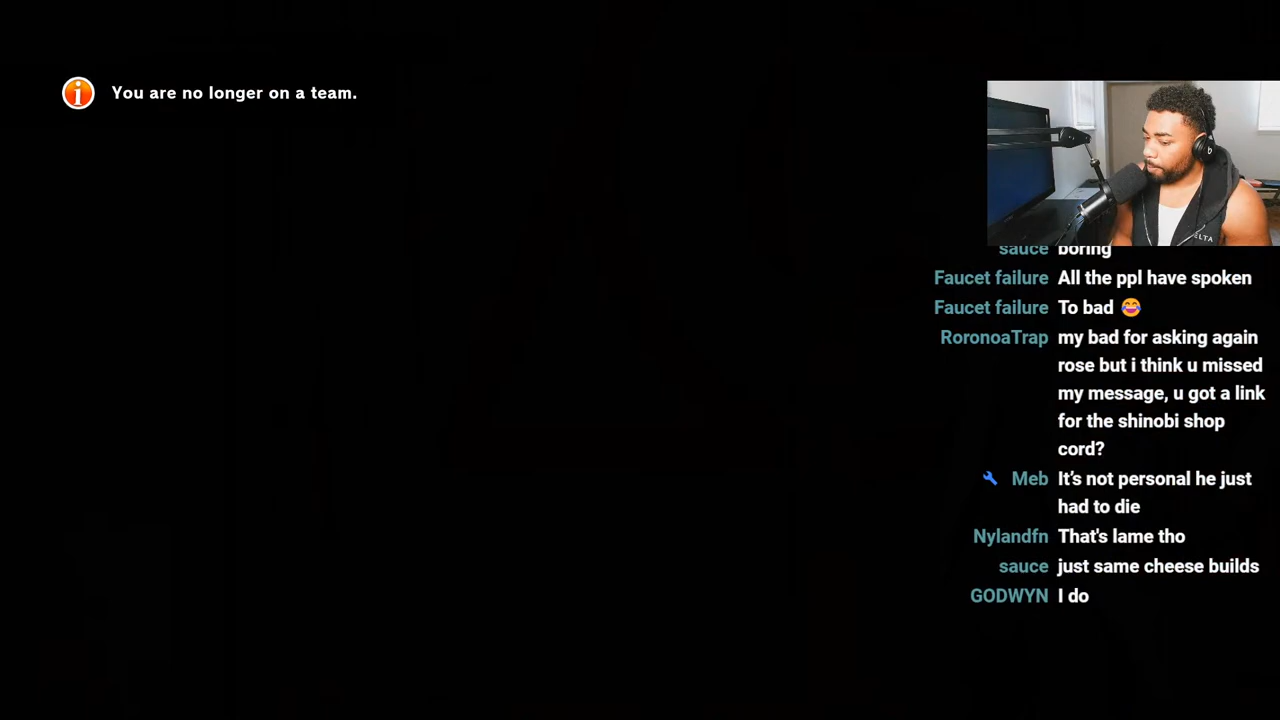 You are no longer on a team.
ELTA
sauce boring
Faucet failure All the ppl have spoken
Faucet failure To bad 😂
RoronoaTrap my bad for asking again
rose but i think u missed
my message, u got a link
for the shinobi shop
cord?
Meb It’s not personal he just
had to die
Nylandfn That's lame tho
sauce just same cheese builds
GODWYN I do